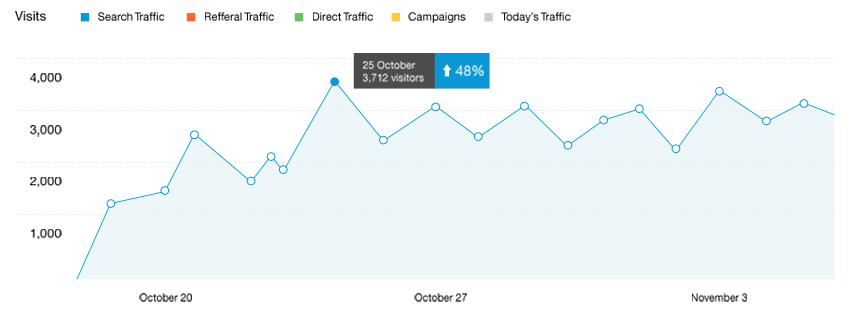 Visits
Search Traffic
Refferal Traffic
Direct Traffic
Campaigns
Today's Traffic
25 October
3,712 visitors
48%
4,000
3,000
2,000
1,000
October 20
October 27
November 3